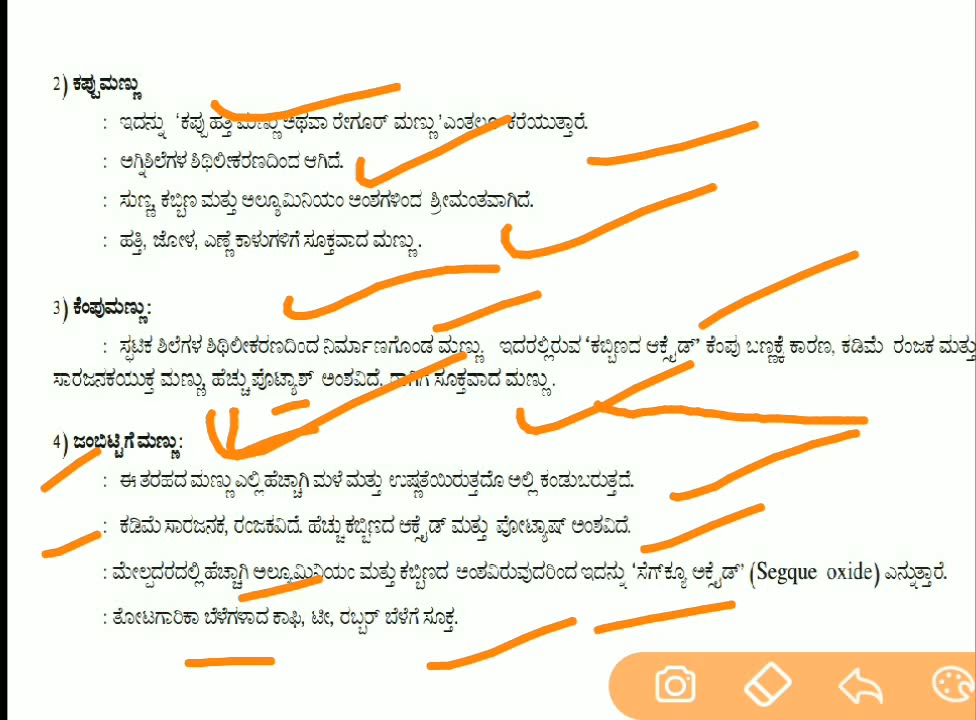 2) ಕಪ್ಪುಮಣ್ಣು
: ಇದನ್ನು 'ಕಪ್ಪು ಹತ್ತಿ ಮಣ್ಣು ಅಥವಾ ರೇಗೂರ್ ಮಣ್ಣು' ಎಂತಲೂ ಕರೆಯುತ್ತಾರೆ.
: ಅಗ್ನಿಶಿಲೆಗಳ ಶಿಥಿಲೀಕರಣದಿಂದ ಆಗಿದೆ.
: ಸುಣ್ಣ, ಕಬ್ಬಿಣ ಮತ್ತು ಅಲ್ಯೂಮಿನಿಯಂ ಅಂಶಗಳಿಂದ ಶ್ರೀಮಂತವಾಗಿದೆ.
: ಹತ್ತಿ, ಜೋಳ, ಎಣ್ಣೆ ಕಾಳುಗಳಿಗೆ ಸೂಕ್ತವಾದ ಮಣ್ಣು.
3) ಕೆಂಪುಮಣ್ಣು:
: ಸ್ಫಟಿಕ ಶಿಲೆಗಳ ಶಿಥಿಲೀಕರಣದಿಂದ ನಿರ್ಮಾಣಗೊಂಡ ಮಣ್ಣು. ಇದರಲ್ಲಿರುವ 'ಕಬ್ಬಿಣದ ಆಕ್ಸೈಡ್' ಕೆಂಪು ಬಣ್ಣಕ್ಕೆ ಕಾರಣ, ಕಡಿಮೆ ರಂಜಕ ಮತ್ತು
ಸಾರಜನಕಯುಕ್ತ ಮಣ್ಣು, ಹೆಚ್ಚು ಪೊಟ್ಯಾಶ್ ಅಂಶವಿದೆ, ರಾಗಿಗೆ ಸೂಕ್ತವಾದ ಮಣ್ಣು.
4) ಜಂಬಿಟ್ಟಿಗೆ ಮಣ್ಣು:
: ಈ ತರಹದ ಮಣ್ಣು ಎಲ್ಲಿ ಹೆಚ್ಚಾಗಿ ಮಳೆ ಮತ್ತು ಉಷ್ಣತೆಯಿರುತ್ತದೊ ಅಲ್ಲಿ ಕಂಡುಬರುತ್ತದೆ.
: ಕಡಿಮೆ ಸಾರಜನಕ, ರಂಜಕವಿದೆ. ಹೆಚ್ಚು ಕಬ್ಬಿಣದ ಆಕ್ಸೈಡ್ ಮತ್ತು ಪೋಟ್ಯಾಷ್ ಅಂಶವಿದೆ.
: ಮೇಲ್ಪದರದಲ್ಲಿ ಹೆಚ್ಚಾಗಿ ಅಲ್ಯೂಮಿನಿಯಂ ಮತ್ತು ಕಬ್ಬಿಣದ ಅಂಶವಿರುವುದರಿಂದ ಇದನ್ನು 'ಸೆಗ್‌ಕ್ಯೂ ಆಕ್ಸೈಡ್' (Segque oxide) ಎನ್ನುತ್ತಾರೆ.
: ತೋಟಗಾರಿಕಾ ಬೆಳೆಗಳಾದ ಕಾಫಿ, ಟೀ, ರಬ್ಬರ್ ಬೆಳೆಗೆ ಸೂಕ್ತ.